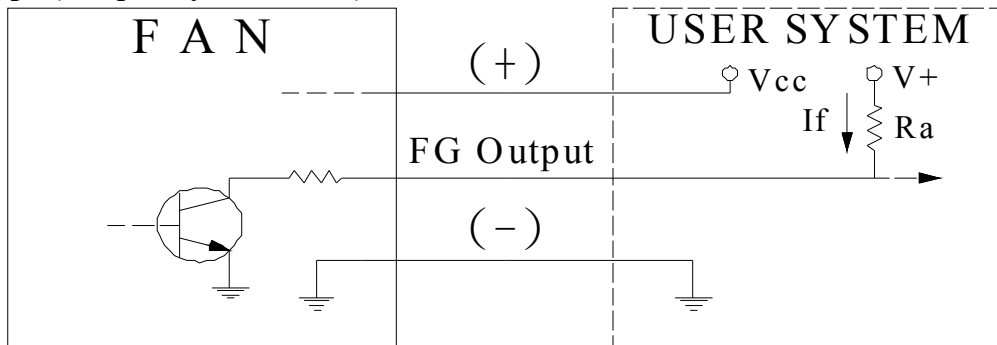 F A N
USER SYSTEM
(+)
Vcc
V+
If
Ra
FG Output
(-)